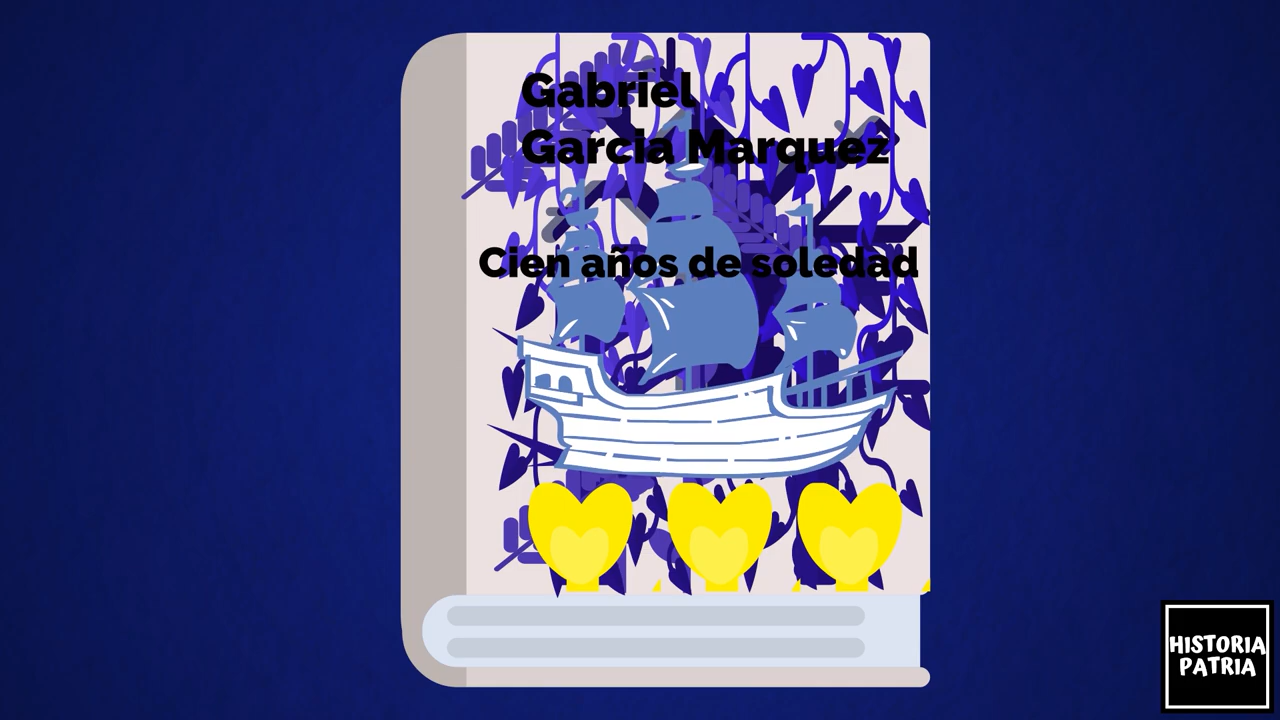 Gabriel
Garcia Marquez
Cien años de soledad
HISTORIA
PATRIA